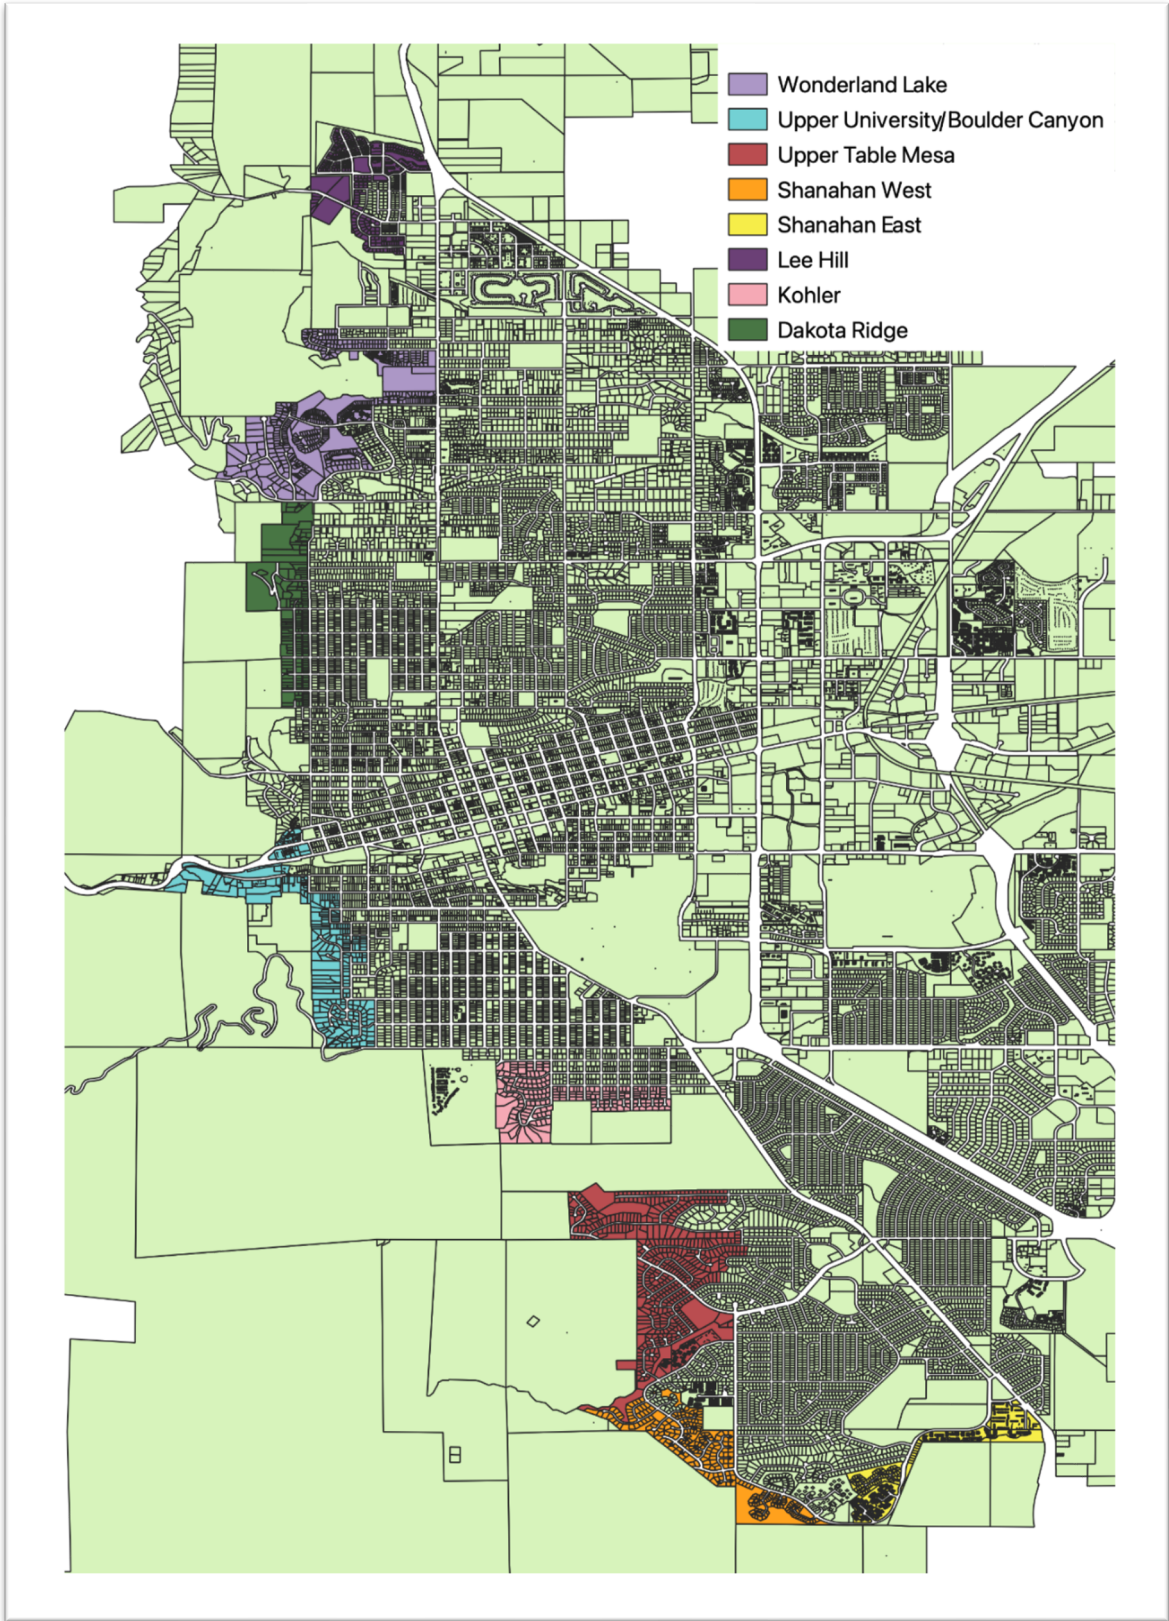 Wonderland Lake
Upper University/Boulder Canyon
Upper Table Mesa
Shanahan West
Shanahan East
Lee Hill
Kohler
Dakota Ridge